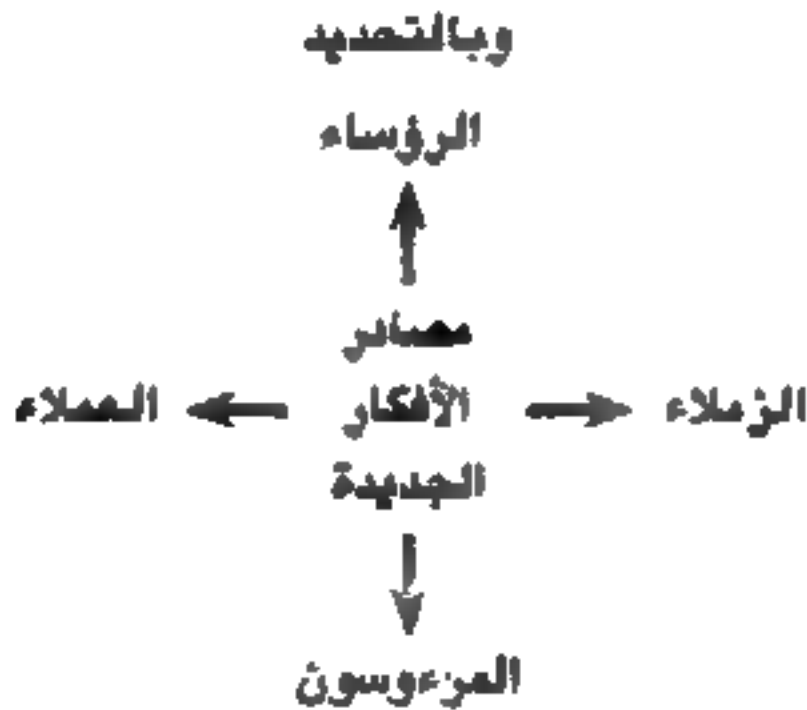 وبالتحديد
الرؤساء
مصادر
الأفكار
الجديدة
الزملاء
العملاء
المرءوسون